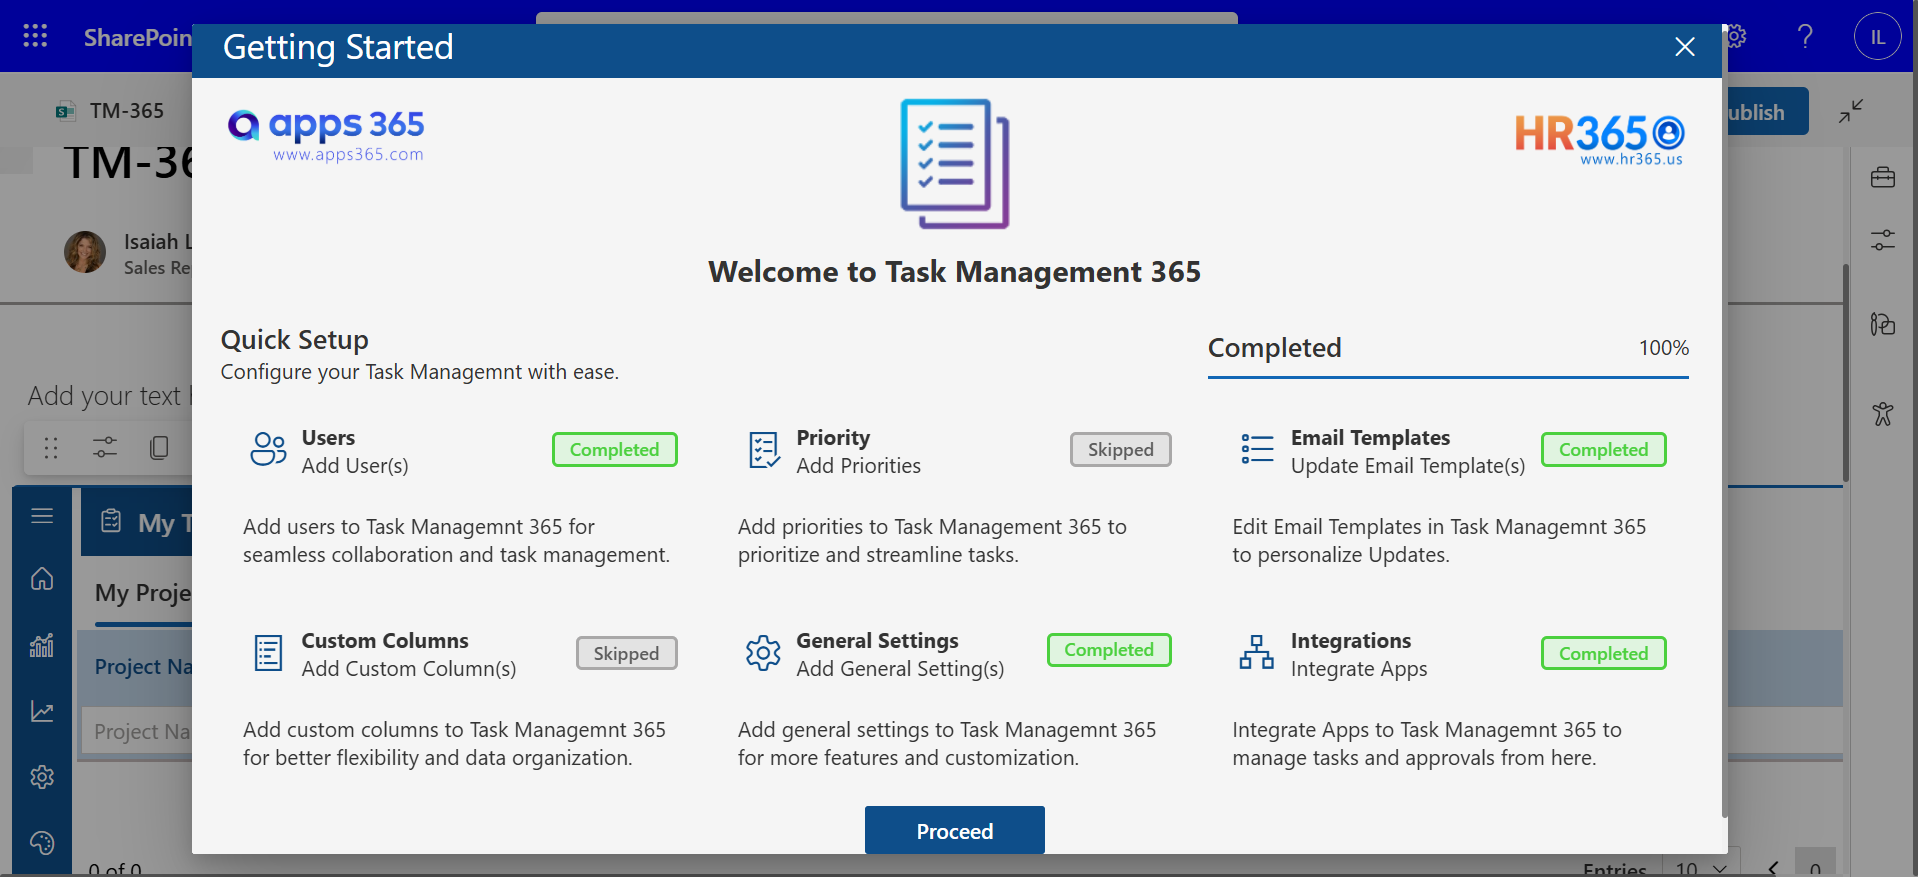 SharePoin
Getting Started
IL
TM-365
ublish
apps 365
www.apps365.com
HR365
www.hr365.us
TM-36
Isaiah L
Sales Re
Welcome to Task Management 365
Quick Setup
Configure your Task Managemnt with ease.
Completed
100%
Add your text
Users
Add User(s)
Completed
Priority
Add Priorities
Skipped
Email Templates
Update Email Template(s)
Completed
Add users to Task Managemnt 365 for
seamless collaboration and task management.
Add priorities to Task Management 365 to
prioritize and streamline tasks.
Edit Email Templates in Task Managemnt 365
to personalize Updates.
My T
My Proje
Project Na
Project Na
Custom Columns
Add Custom Column(s)
Skipped
General Settings
Add General Setting(s)
Completed
Integrations
Integrate Apps
Completed
Add custom columns to Task Managemnt 365
for better flexibility and data organization.
Add general settings to Task Managemnt 365
for more features and customization.
Integrate Apps to Task Managemnt 365 to
manage tasks and approvals from here.
Proceed
0 of 0
Entries
10
0